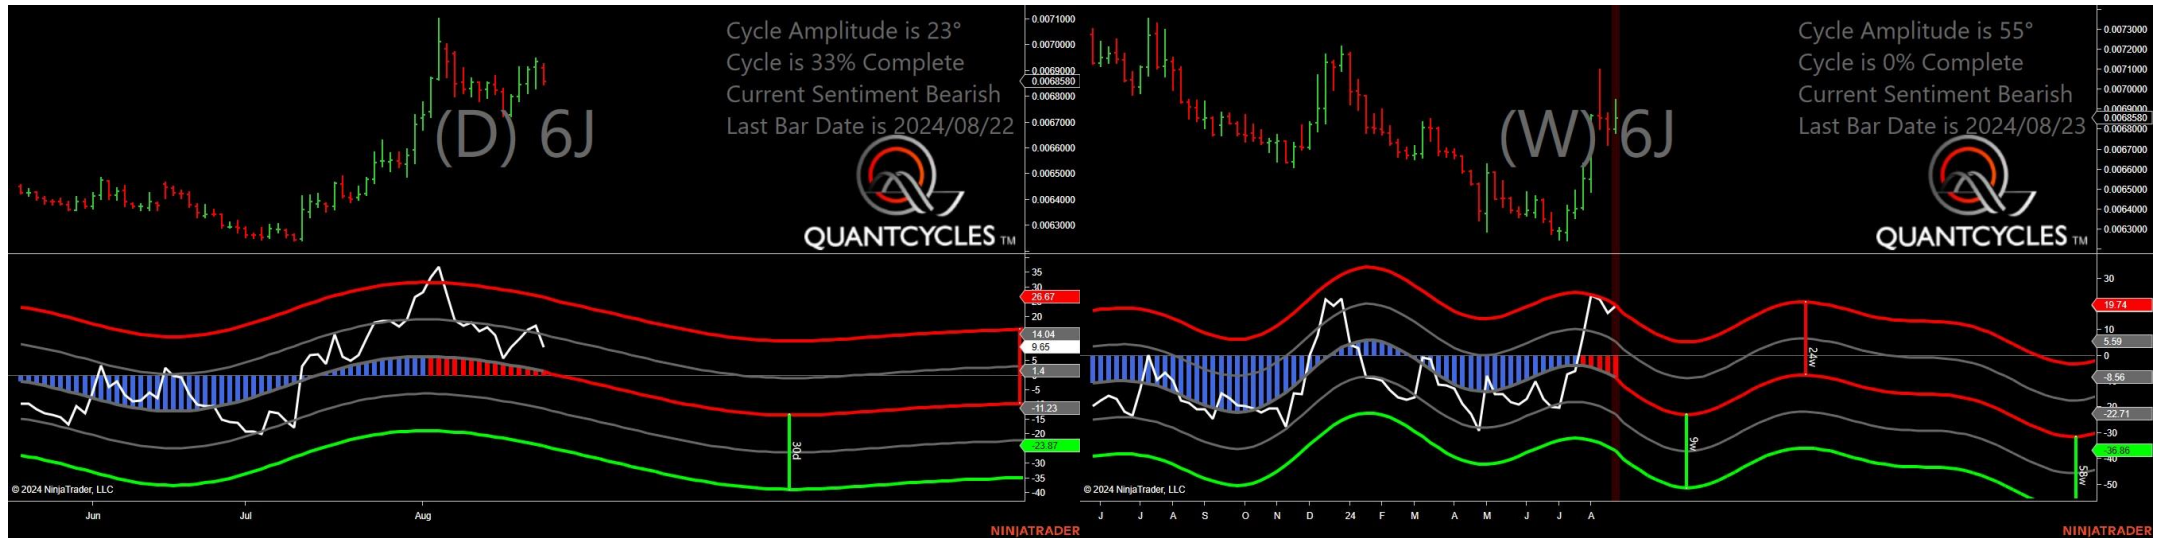 Cycle Amplitude is 23°
Cycle is 33% Complete
Current Sentiment Bearish
Last Bar Date is 2024/08/22
(D) 6J
QUANTCYCLES TM
0.0071000
0.0070000
0.0069000
0.0068580
0.0068000
0.0067000
0.0066000
0.0065000
0.0064000
0.0063000
35
30
26.67
20
14.04
9.65
5
1.4
-5
-11.23
-15
-20
-23.87
-30
-35
-40
30D
© 2024 NinjaTrader, LLC
Jun Jul Aug
NINJATRADER
Cycle Amplitude is 55°
Cycle is 0% Complete
Current Sentiment Bearish
Last Bar Date is 2024/08/23
(W) 6J
QUANTCYCLES TM
0.0073000
0.0072000
0.0071000
0.0070000
0.0069000
0.0068580
0.0068000
0.0067000
0.0066000
0.0065000
0.0064000
0.0063000
30
19.74
10
5.59
0
-8.56
-22.71
-30
-36.86
-40
-50
24w
9w
58w
© 2024 NinjaTrader, LLC
J J A S O N D 24 F M A M J J A
NINJATRADER